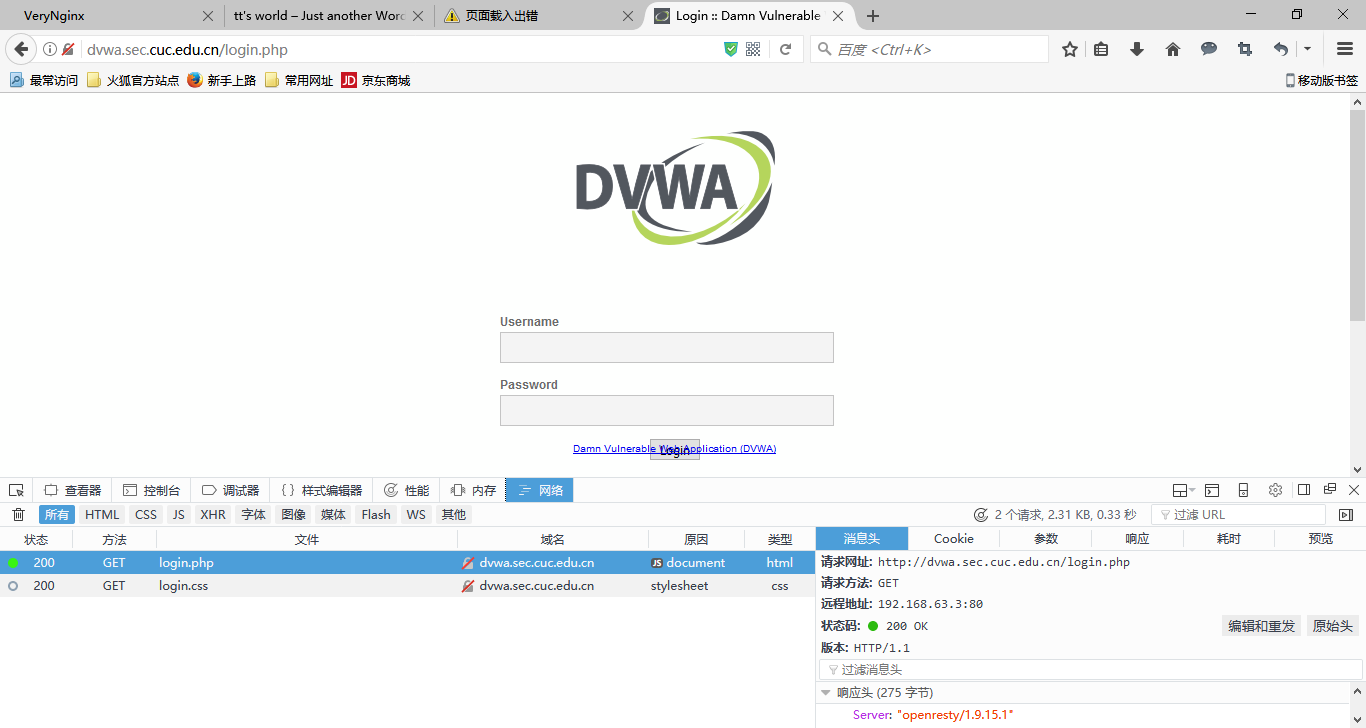 VeryNginx
tt's world – Just another Worc
页面载入出错
Login :: Damn Vulnerable
dvwa.sec.cuc.edu.cn/login.php
百度 <Ctrl+K>
最常访问 火狐官方站点 新手上路 常用网址 JD 京东商城 移动版书签
DVWA
Username
Password
Damn Vulnerable Web Application (DVWA)
Login
查看器 控制台 调试器 样式编辑器 性能 内存 网络
所有 HTML CSS JS XHR 字体 图像 媒体 Flash WS 其他 2 个请求, 2.31 KB, 0.33 秒 过滤 URL
状态 方法 文件 域名 原因 类型
200 GET login.php dvwa.sec.cuc.edu.cn JS document html
200 GET login.css dvwa.sec.cuc.edu.cn stylesheet css
消息头 Cookie 参数 响应 耗时 预览
请求网址: http://dvwa.sec.cuc.edu.cn/login.php
请求方法: GET
远程地址: 192.168.63.3:80
状态码: 200 OK 编辑和重发 原始头
版本: HTTP/1.1
过滤消息头
响应头 (275 字节)
Server: "openresty/1.9.15.1"